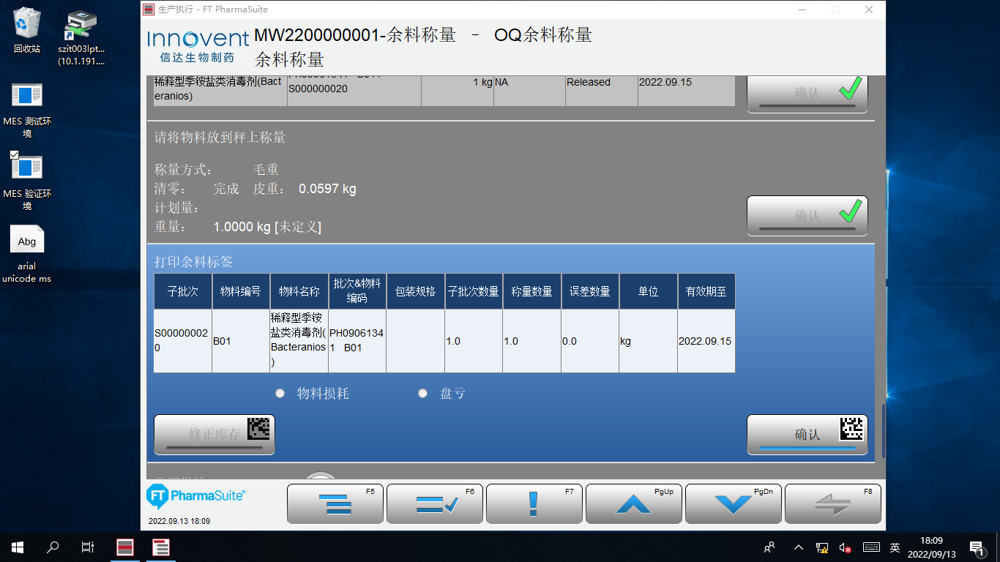 回收站
szit003lpt...
(10.1.191....
MES 测试环
境
MES 验证环
境
Abg
arial
unicode ms
生产执行 - FT PharmaSuite
Innovent
信达生物制药
MW2200000001-余料称量 - OQ余料称量
余料称量
稀释型季铵盐类消毒剂(Bact
eranios)
S000000020
1 kg
NA
Released
2022.09.15
确认
请将物料放到秤上称量
称量方式: 毛重
清零: 完成 皮重: 0.0597 kg
计划量:
重量: 1.0000 kg [未定义]
确认
打印余料标签
子批次 物料编号 物料名称 批次&物料
编码 包装规格 子批次数量 称量数量 误差数量 单位 有效期至
S00000002
0
B01
稀释型季铵
盐类消毒剂(
Bacteranios
)
PH0906134
1 B01
1.0
1.0
0.0
kg
2022.09.15
物料损耗 盘亏
修正库存
确认
FT PharmaSuite®
2022.09.13 18:09
F5
F6
F7
PgUp
PgDn
F8
英
18:09
2022/09/13
1